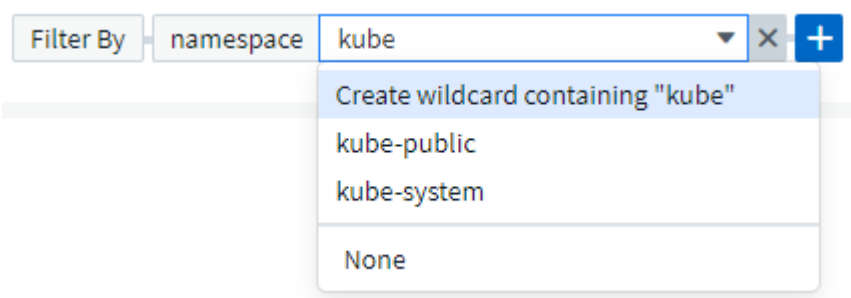 Filter By namespace kube
Create wildcard containing "kube"
kube-public
kube-system
None